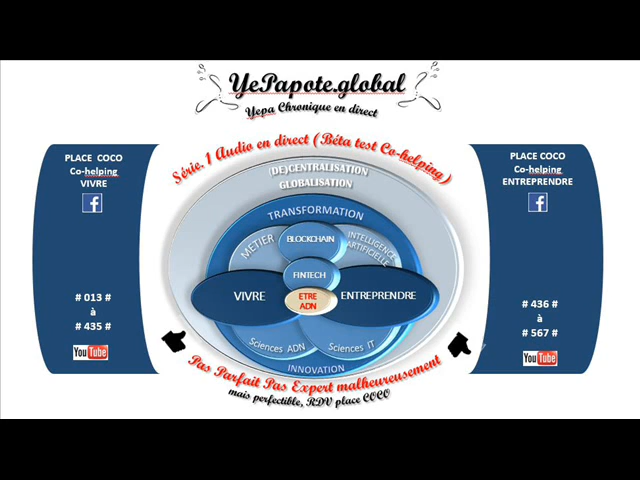 YePapote.global
Yepa Chronique en direct
Série, 1 Audio en direct (Béta test Co-helping)
PLACE COCO
Co-helping
VIVRE
# 013 #
à
# 435 #
YouTube
(DE)CENTRALISATION
GLOBALISATION
TRANSFORMATION
METIER
BLOCKCHAIN
INTELLIGENCE
ARTIFICIELLE
FINTECH
VIVRE
ETRE
ADN
ENTREPRENDRE
Sciences ADN
Sciences IT
INNOVATION
Pas Parfait Pas Expert malheureusement
mais perfectible, RDV place COCO
PLACE COCO
Co-helping
ENTREPRENDRE
# 436 #
à
# 567 #
YouTube